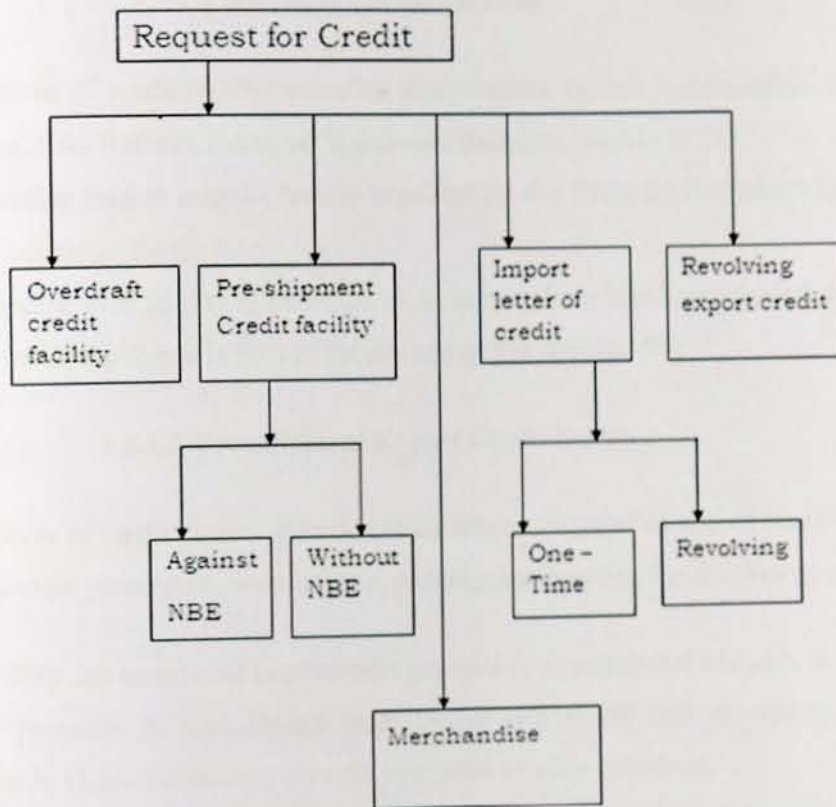 Request for Credit
Overdraft
credit
facility
Pre-shipment
Credit facility
Import
letter of
credit
Revolving
export credit
Against
NBE
Without
NBE
One –
Time
Revolving
Merchandise